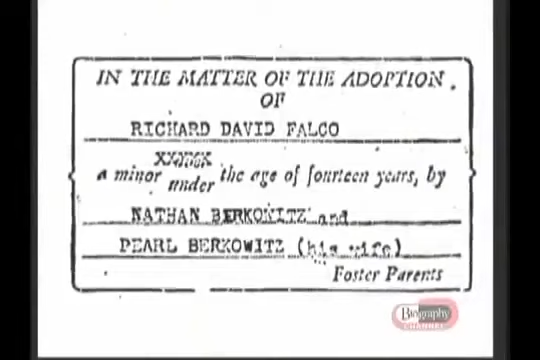 IN THE MATTER OF THE ADOPTION
OF
RICHARD DAVID FALCO
a minor under the age of fourteen years, by
NATHAN BERKOWITZ and
PEARL BERKOWITZ (his wife)
Foster Parents
Biography
CHANNEL